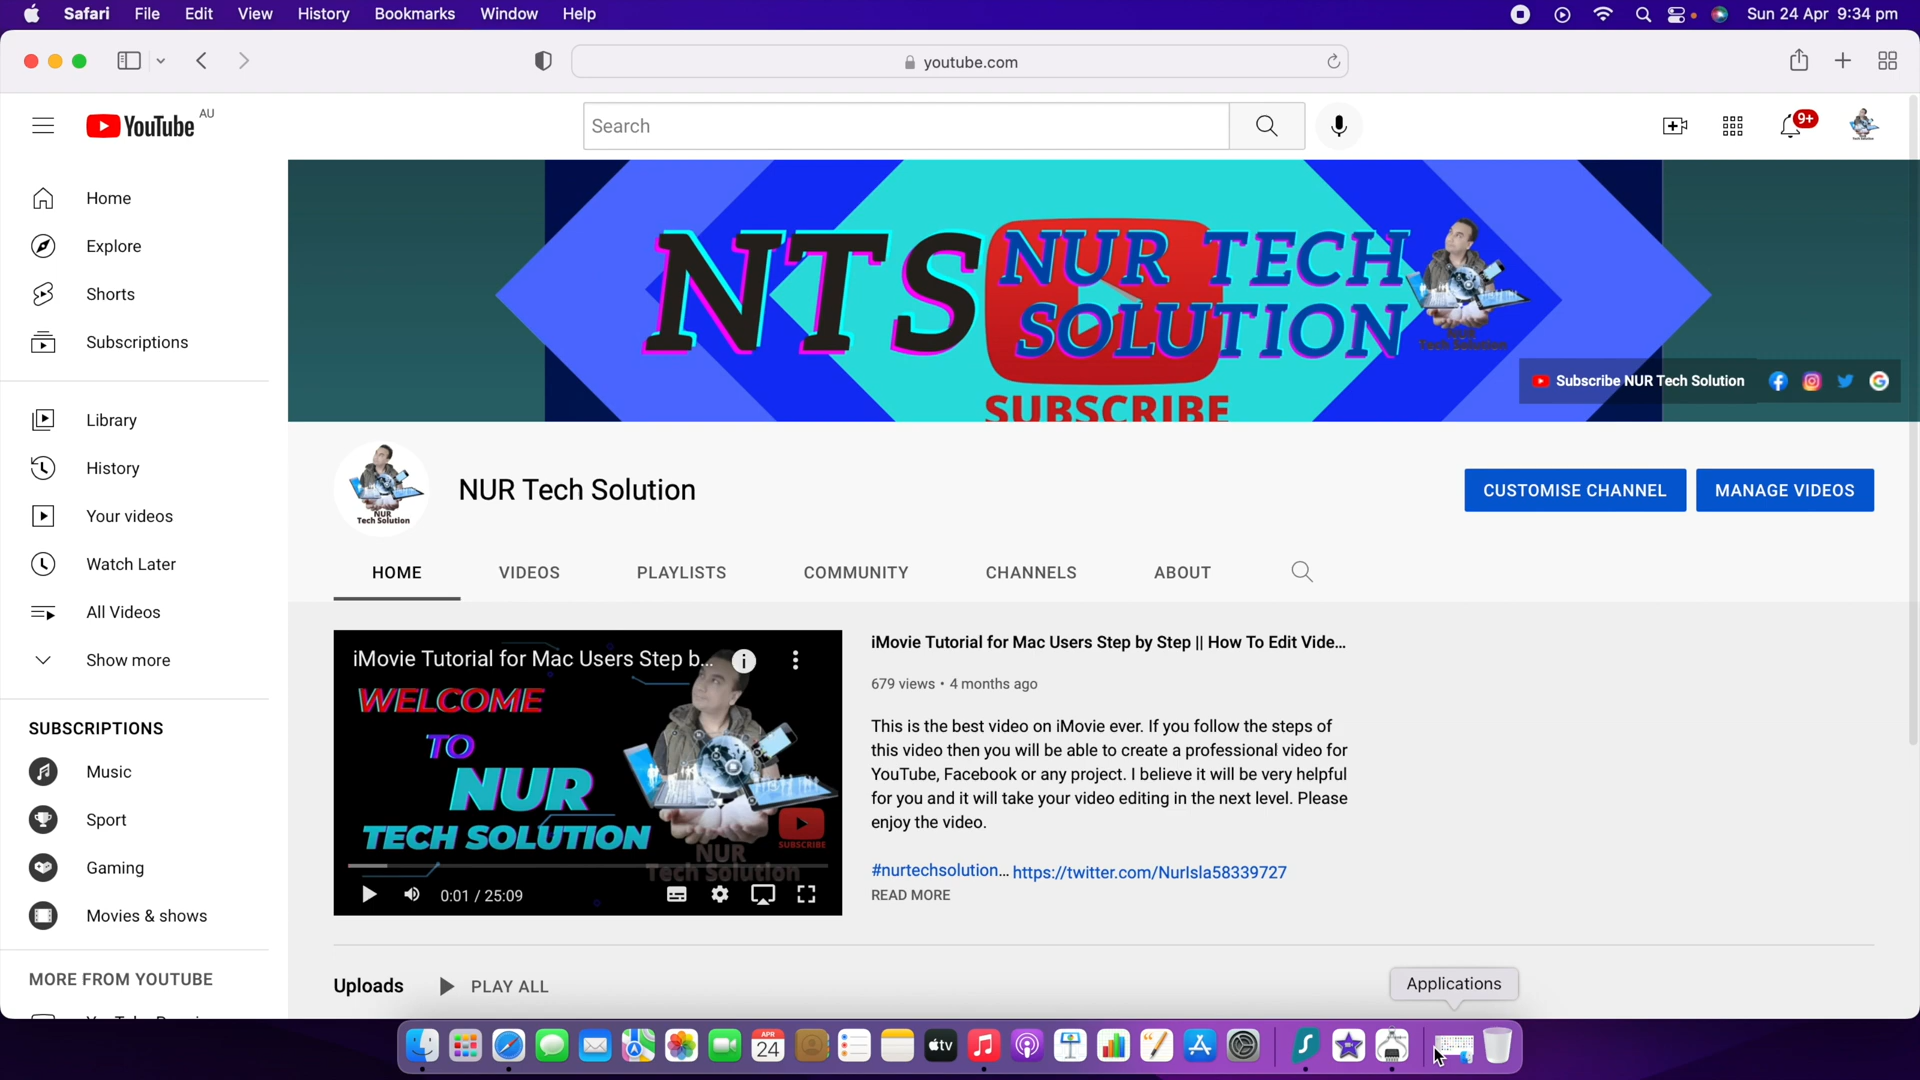 Safari File Edit View History Bookmarks Window Help Sun 24 Apr 9:34 pm
youtube.com
YouTube AU
Search
9+
Home
Explore
Shorts
Subscriptions
Library
History
Your videos
Watch Later
All Videos
Show more
SUBSCRIPTIONS
Music
Sport
Gaming
Movies & shows
MORE FROM YOUTUBE
NTS NUR TECH
SOLUTION
NUR
Tech Solution
SUBSCRIBE
Subscribe NUR Tech Solution
NUR
Tech Solution
NUR Tech Solution
CUSTOMISE CHANNEL MANAGE VIDEOS
HOME VIDEOS PLAYLISTS COMMUNITY CHANNELS ABOUT
iMovie Tutorial for Mac Users Step b...
WELCOME
TO
NUR
TECH SOLUTION
SUBSCRIBE
NUR
Tech Solution
0:01 / 25:09
iMovie Tutorial for Mac Users Step by Step || How To Edit Vide...
679 views • 4 months ago
This is the best video on iMovie ever. If you follow the steps of
this video then you will be able to create a professional video for
YouTube, Facebook or any project. I believe it will be very helpful
for you and it will take your video editing in the next level. Please
enjoy the video.
#nurtechsolution... https://twitter.com/NurIsla58339727
READ MORE
Uploads PLAY ALL
Applications
APR
24
tv